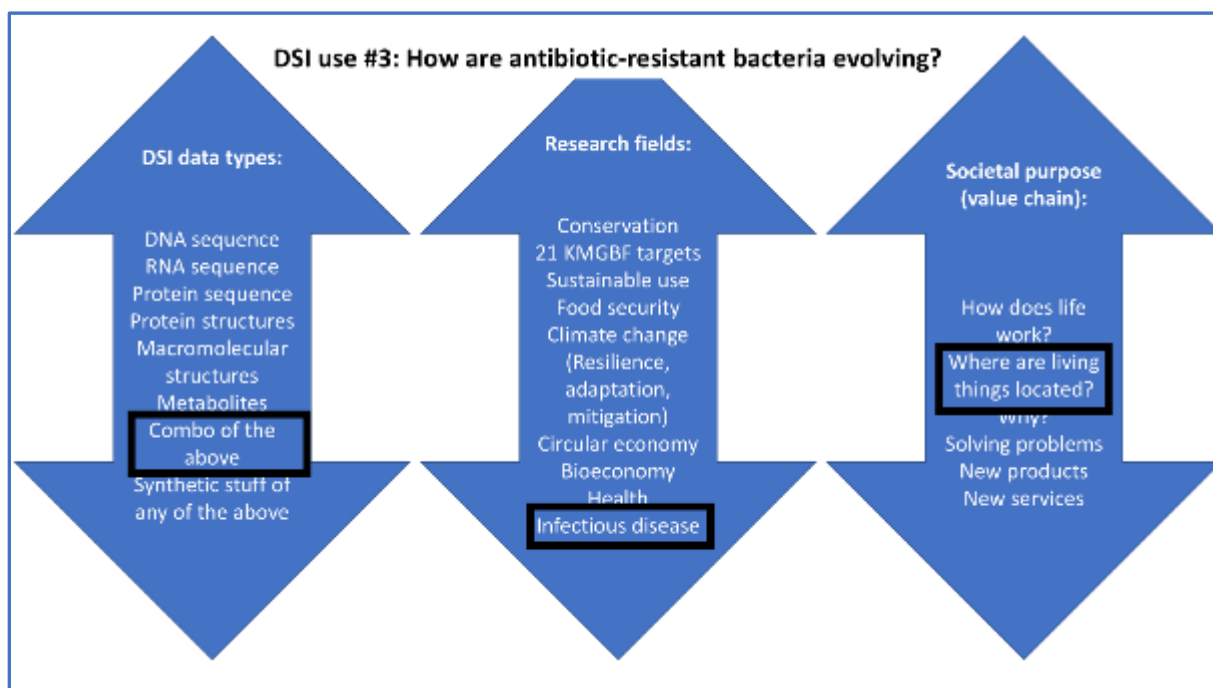 DSI use #3: How are antibiotic-resistant bacteria evolving?
DSI data types:
DNA sequence
RNA sequence
Protein sequence
Protein structures
Macromolecular
structures
Metabolites
Combo of the
above
Synthetic stuff of
any of the above
Research fields:
Conservation
21 KMGBF targets
Sustainable use
Food security
Climate change
(Resilience,
adaptation,
mitigation)
Circular economy
Bioeconomy
Health
Infectious disease
Societal purpose
(value chain):
How does life
work?
Where are living
things located?
Why?
Solving problems
New products
New services